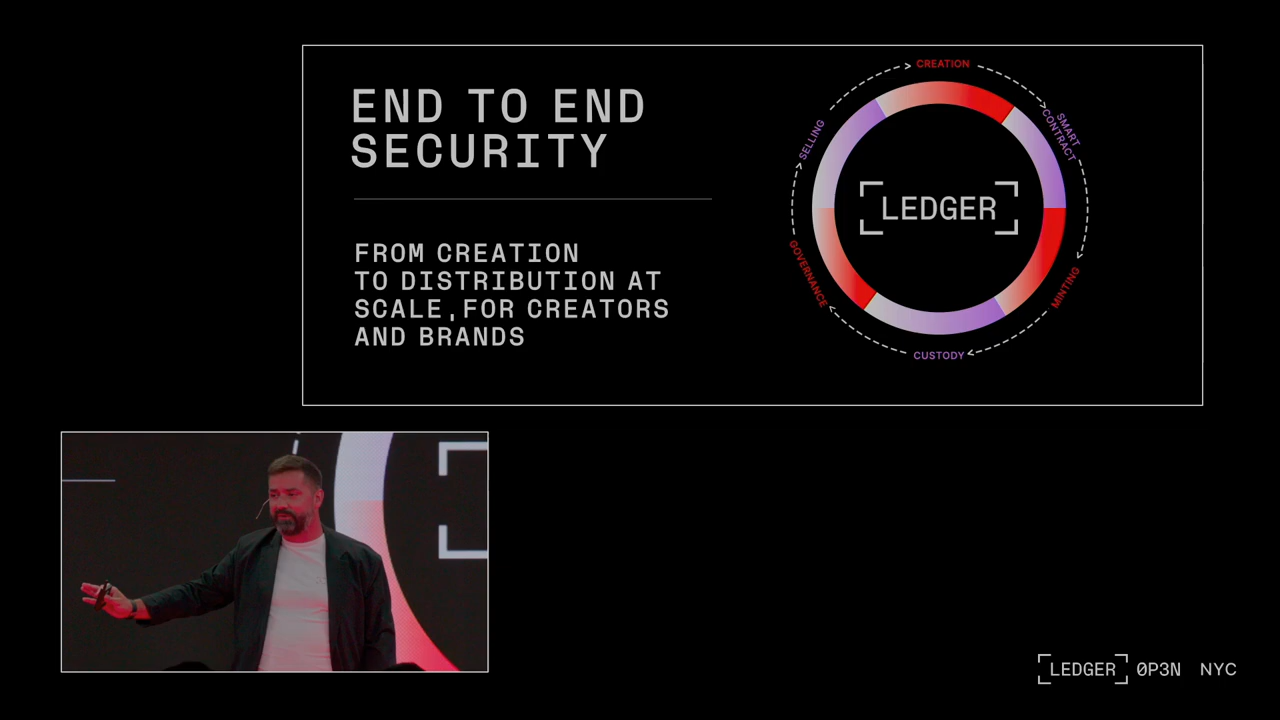 END TO END
SECURITY
FROM CREATION
TO DISTRIBUTION AT
SCALE,FOR CREATORS
AND BRANDS
CREATION
SMART
CONTRACT
MINTING
CUSTODY
GOVERNANCE
SELLING
LEDGER
LEDGER 0P3N NYC